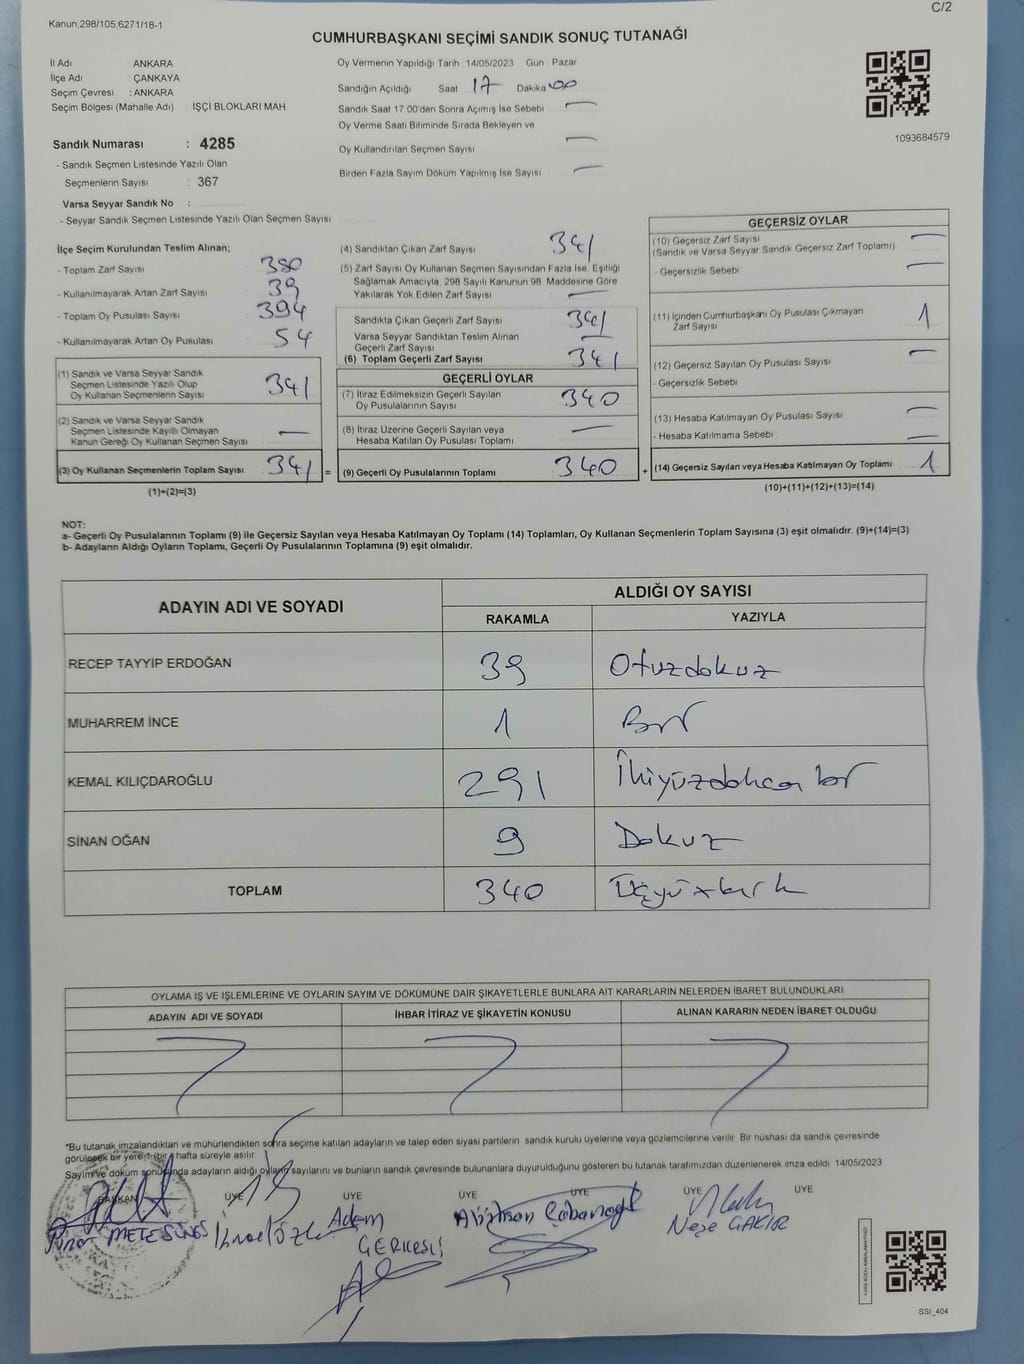 C/2
Kanun:298/105,6271/18-1
CUMHURBAŞKANI SEÇİMİ SANDIK SONUÇ TUTANAĞI
İl Adı : ANKARA
İlçe Adı : ÇANKAYA
Seçim Çevresi : ANKARA
Seçim Bölgesi (Mahalle Adı) : İŞÇİ BLOKLARI MAH.
Oy Vermenin Yapıldığı Tarih 14/05/2023 Gün Pazar
Sandığın Açıldığı Saat 17 Dakika 00
Sandık Saat 17.00'den Sonra Açımış İse Sebebi —
Oy Verme Saati Bitiminde Sırada Bekleyen ve
Oy Kullandırılan Seçmen Sayısı —
Birden Fazla Sayım Döküm Yapılmış İse Sayısı —
1093684579
Sandık Numarası : 4285
- Sandık Seçmen Listesinde Yazılı Olan
Seçmenlerin Sayısı : 367
Varsa Seyyar Sandık No :
- Seyyar Sandık Seçmen Listesinde Yazılı Olan Seçmen Sayısı
İlçe Seçim Kurulundan Teslim Alınan;
- Toplam Zarf Sayısı 380
- Kullanılmayarak Artan Zarf Sayısı 39
- Toplam Oy Pusulası Sayısı 394
- Kullanılmayarak Artan Oy Pusulası 54
(1) Sandık ve Varsa Seyyar Sandık
Seçmen Listesinde Yazılı Olup
Oy Kullanan Seçmenlerin Sayısı 341
(2) Sandık ve Varsa Seyyar Sandık
Seçmen Listesinde Kayıtlı Olmayan
Kanun Gereği Oy Kullanan Seçmen Sayısı —
(3) Oy Kullanan Seçmenlerin Toplam Sayısı 341 =
(1)+(2)=(3)
(4) Sandıktan Çıkan Zarf Sayısı 341
(5) Zarf Sayısı Oy Kullanan Seçmen Sayısından Fazla İse, Eşitliği
Sağlamak Amacıyla, 298 Sayılı Kanunun 98. Maddesine Göre
Yakılarak Yok Edilen Zarf Sayısı —
Sandıkta Çıkan Geçerli Zarf Sayısı 341
Varsa Seyyar Sandıktan Teslim Alınan
Geçerli Zarf Sayısı —
(6) Toplam Geçerli Zarf Sayısı 341
GEÇERLİ OYLAR
(7) İtiraz Edilmeksizin Geçerli Sayılan
Oy Pusulalarının Sayısı 340
(8) İtiraz Üzerine Geçerli Sayılan veya
Hesaba Katılan Oy Pusulası Toplamı —
(9) Geçerli Oy Pusulalarının Toplamı 340 +
GEÇERSİZ OYLAR
(10) Geçersiz Zarf Sayısı
(Sandık ve Varsa Seyyar Sandık Geçersiz Zarf Toplamı) —
- Geçersizlik Sebebi —
(11) İçinden Cumhurbaşkanı Oy Pusulası Çıkmayan
Zarf Sayısı 1
(12) Geçersiz Sayılan Oy Pusulası Sayısı —
- Geçersizlik Sebebi
(13) Hesaba Katılmayan Oy Pusulası Sayısı —
- Hesaba Katılmama Sebebi —
(14) Geçersiz Sayılan veya Hesaba Katılmayan Oy Toplamı 1
(10)+(11)+(12)+(13)=(14)
NOT:
a- Geçerli Oy Pusulalarının Toplamı (9) ile Geçersiz Sayılan veya Hesaba Katılmayan Oy Toplamı (14) Toplamları, Oy Kullanan Seçmenlerin Toplam Sayısına (3) eşit olmalıdır. (9)+(14)=(3)
b- Adayların Aldığı Oyların Toplamı, Geçerli Oy Pusulalarının Toplamına (9) eşit olmalıdır.
ADAYIN ADI VE SOYADI
ALDIĞI OY SAYISI
RAKAMLA YAZIYLA
RECEP TAYYİP ERDOĞAN 39 Otuzdokuz
MUHARREM İNCE 1 Bir
KEMAL KILIÇDAROĞLU 291 İkiyüzdoksan bir
SİNAN OĞAN 9 Dokuz
TOPLAM 340 Üçyüzkırk
OYLAMA İŞ VE İŞLEMLERİNE VE OYLARIN SAYIM VE DÖKÜMÜNE DAİR ŞİKAYETLERLE BUNLARA AİT KARARLARIN NELERDEN İBARET BULUNDUKLARI
ADAYIN ADI VE SOYADI İHBAR İTİRAZ VE ŞİKAYETİN KONUSU ALINAN KARARIN NEDEN İBARET OLDUĞU
*Bu tutanak imzalandıktan ve mühürlendikten sonra seçime katılan adayların ve talep eden siyasi partilerin sandık kurulu üyelerine veya gözlemcilerine verilir. Bir nüshası da sandık çevresinde
görülecek bir yere 1 (bir) hafta süreyle asılır.
Sayım ve döküm sonucunda adayların aldığı oyların sayılarını ve bunların sandık çevresinde bulunanlara duyurulduğunu gösteren bu tutanak tarafımızdan düzenlenerek imza edildi. 14/05/2023
BAŞKAN ÜYE ÜYE ÜYE ÜYE ÜYE ÜYE
Adem
GERKESLİ
Neşe ÇAKIR
SSI_404